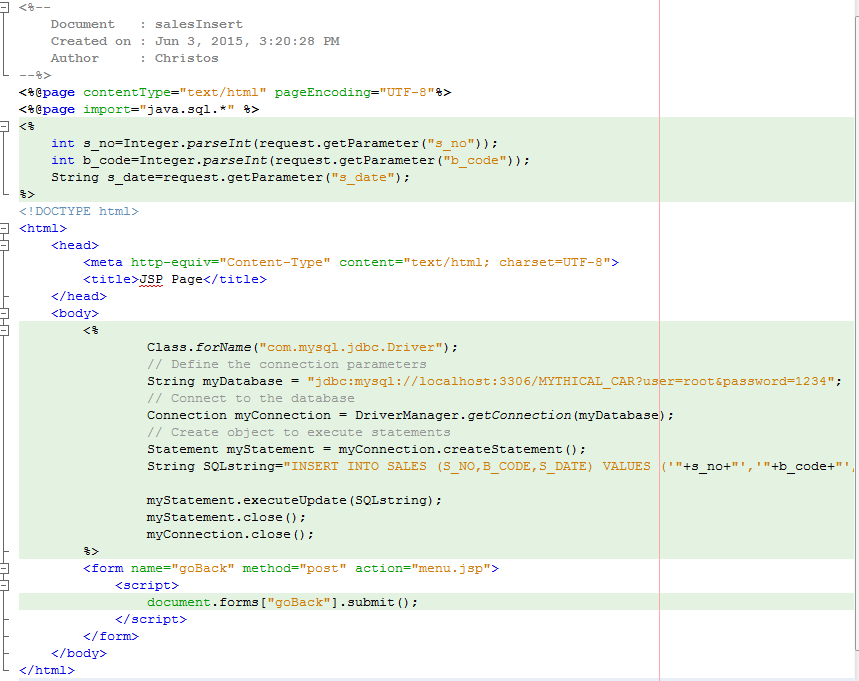 <%--
    Document   : salesInsert
    Created on : Jun 3, 2015, 3:20:28 PM
    Author     : Christos
--%>
<%@page contentType="text/html" pageEncoding="UTF-8"%>
<%@page import="java.sql.*" %>
<%
    int s_no=Integer.parseInt(request.getParameter("s_no"));
    int b_code=Integer.parseInt(request.getParameter("b_code"));
    String s_date=request.getParameter("s_date");
%>
<!DOCTYPE html>
<html>
    <head>
        <meta http-equiv="Content-Type" content="text/html; charset=UTF-8">
        <title>JSP Page</title>
    </head>
    <body>
        <%
                Class.forName("com.mysql.jdbc.Driver");
                // Define the connection parameters
                String myDatabase = "jdbc:mysql://localhost:3306/MYTHICAL_CAR?user=root&password=1234";
                // Connect to the database
                Connection myConnection = DriverManager.getConnection(myDatabase);
                // Create object to execute statements
                Statement myStatement = myConnection.createStatement();
                String SQLstring="INSERT INTO SALES (S_NO,B_CODE,S_DATE) VALUES ('"+s_no+"','"+b_code+"',
                myStatement.executeUpdate(SQLstring);
                myStatement.close();
                myConnection.close();
        %>
        <form name="goBack" method="post" action="menu.jsp">
            <script>
                document.forms["goBack"].submit();
            </script>
        </form>
    </body>
</html>